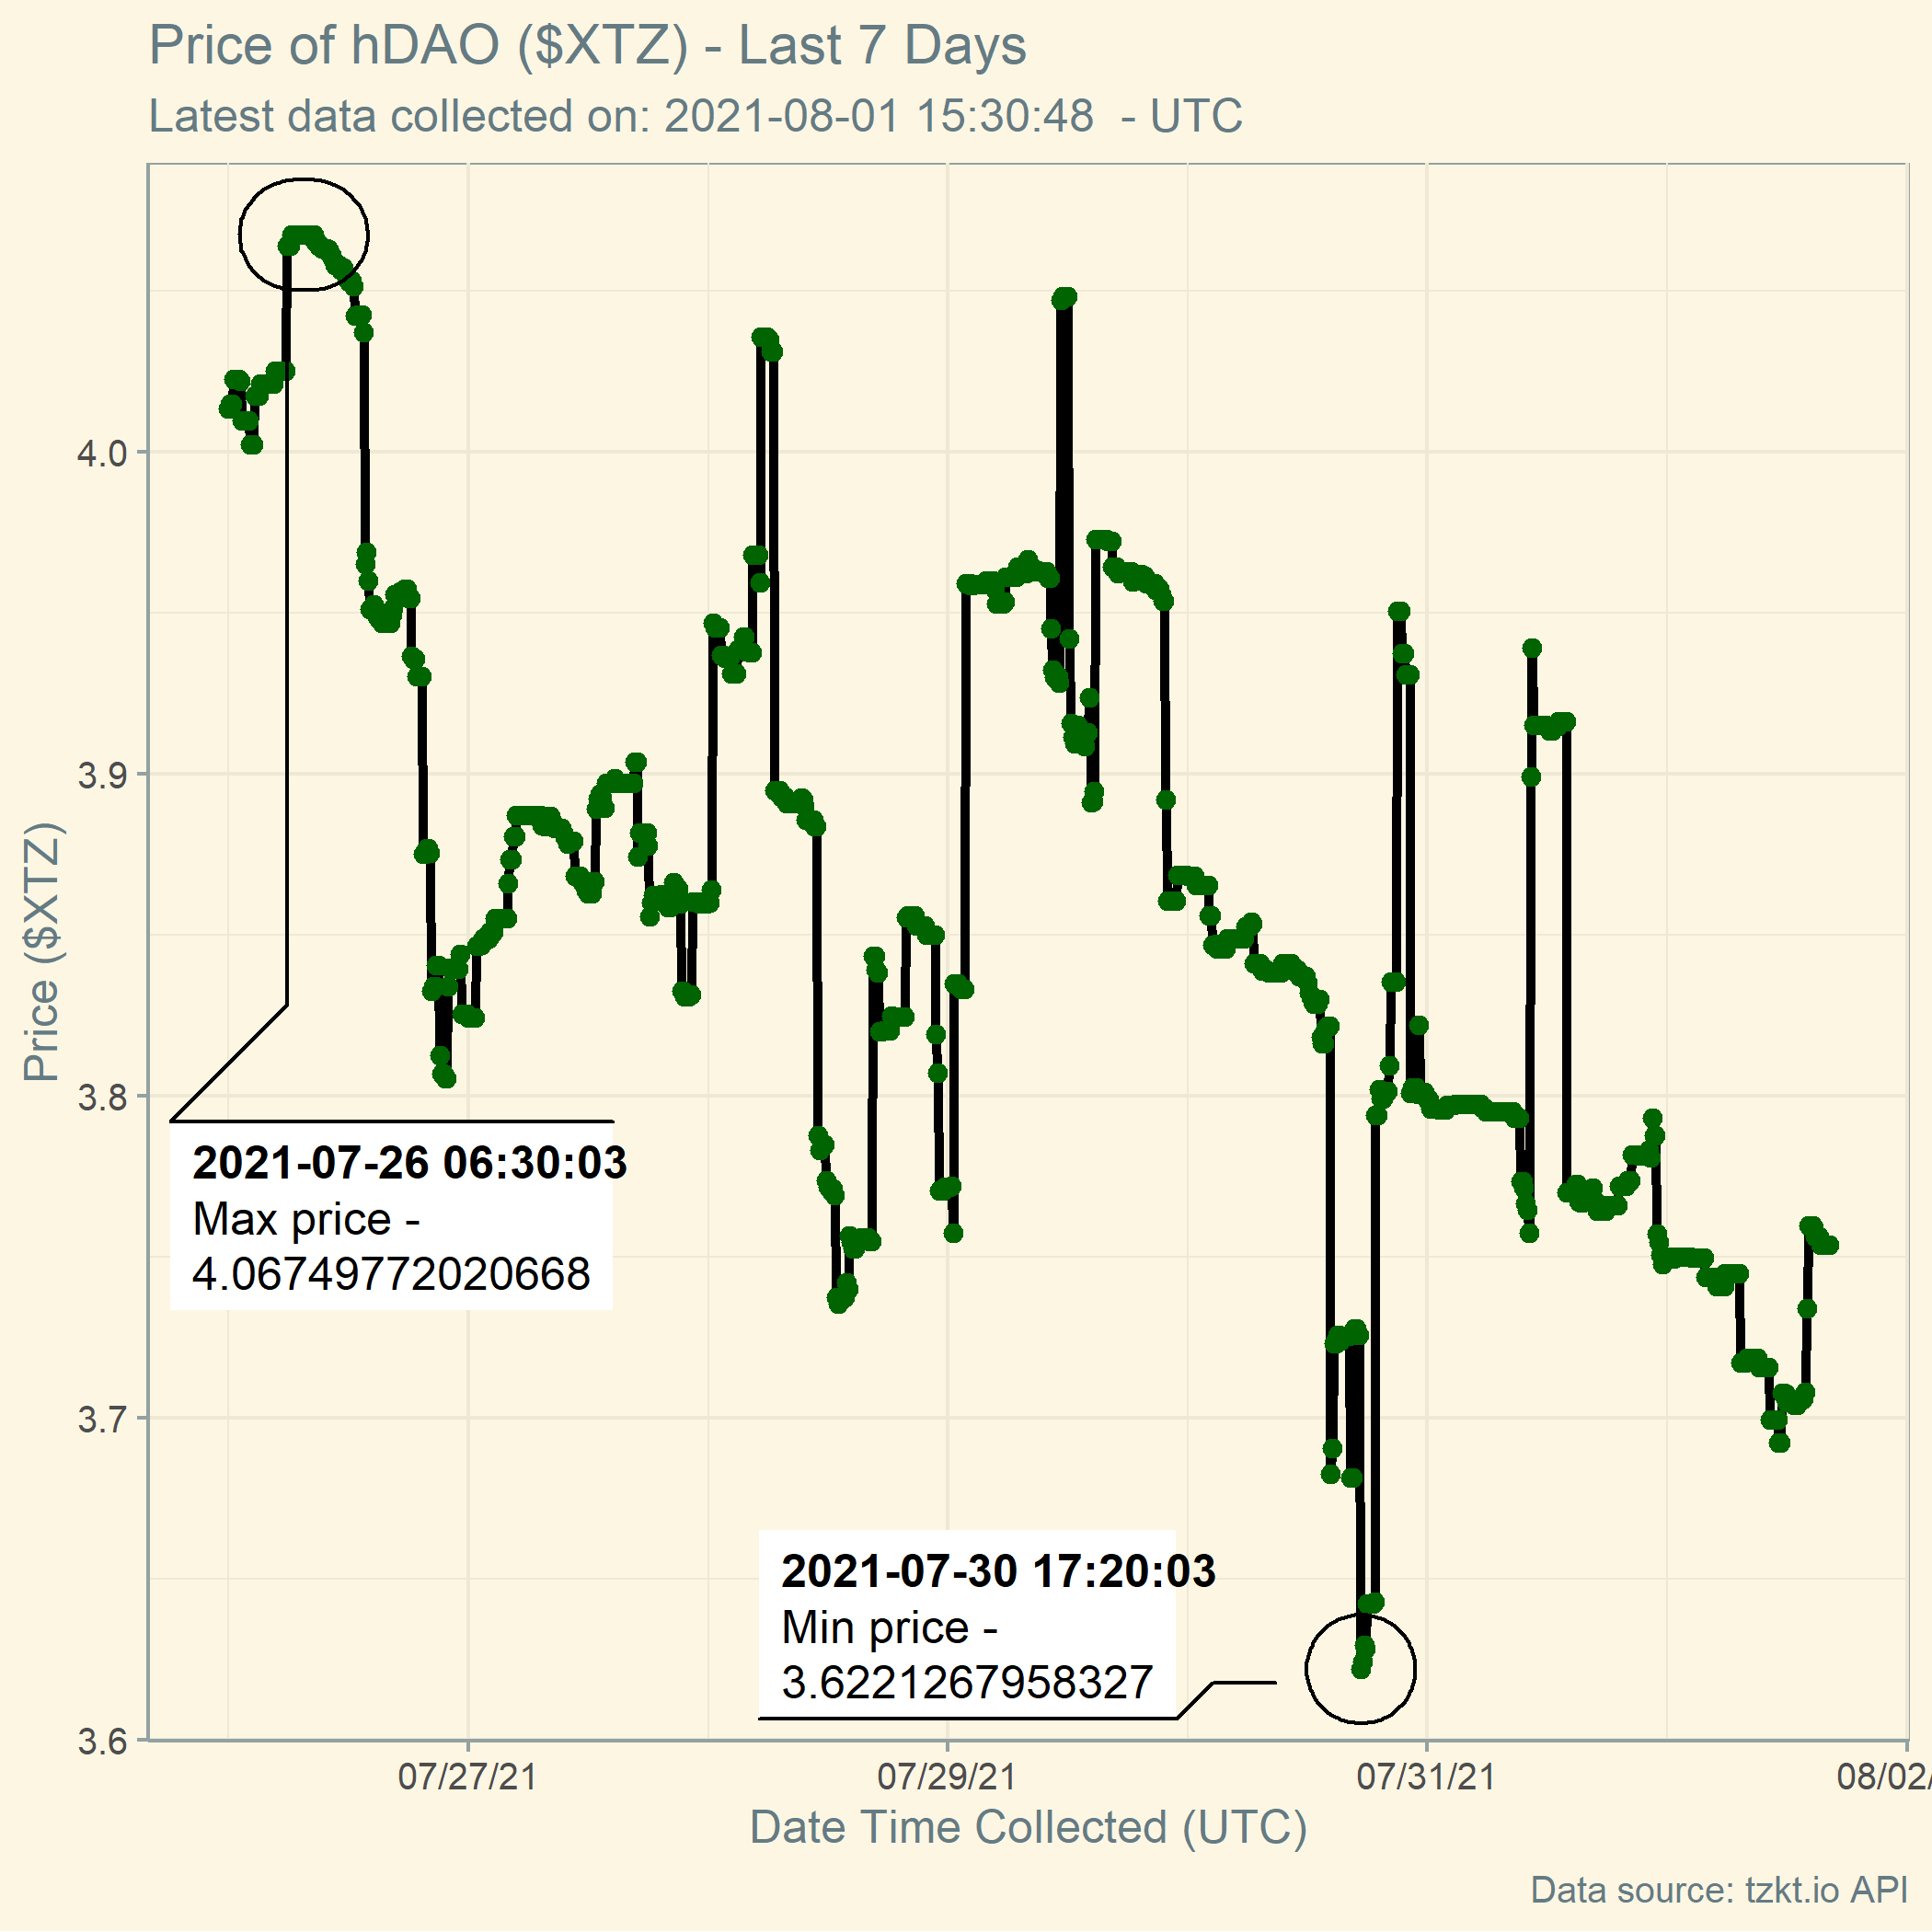 Price of hDAO ($XTZ) - Last 7 Days
Latest data collected on: 2021-08-01 15:30:48  - UTC
4.0
3.9
3.8
3.7
3.6
Price ($XTZ)
2021-07-26 06:30:03
Max price -
4.06749772020668
2021-07-30 17:20:03
Min price -
3.6221267958327
07/27/21
07/29/21
07/31/21
08/02/
Date Time Collected (UTC)
Data source: tzkt.io API